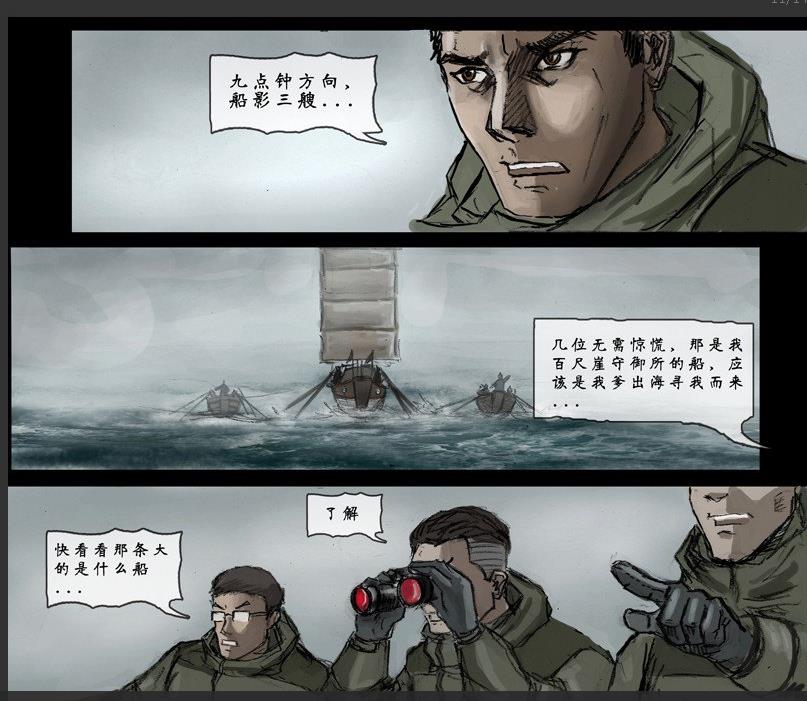 九点钟方向，
船影三艘...
几位无需惊慌，那是我
百尺崖守御所的船，应
该是我爹出海寻我而来
...
了解
快看看那条大
的是什么船
...